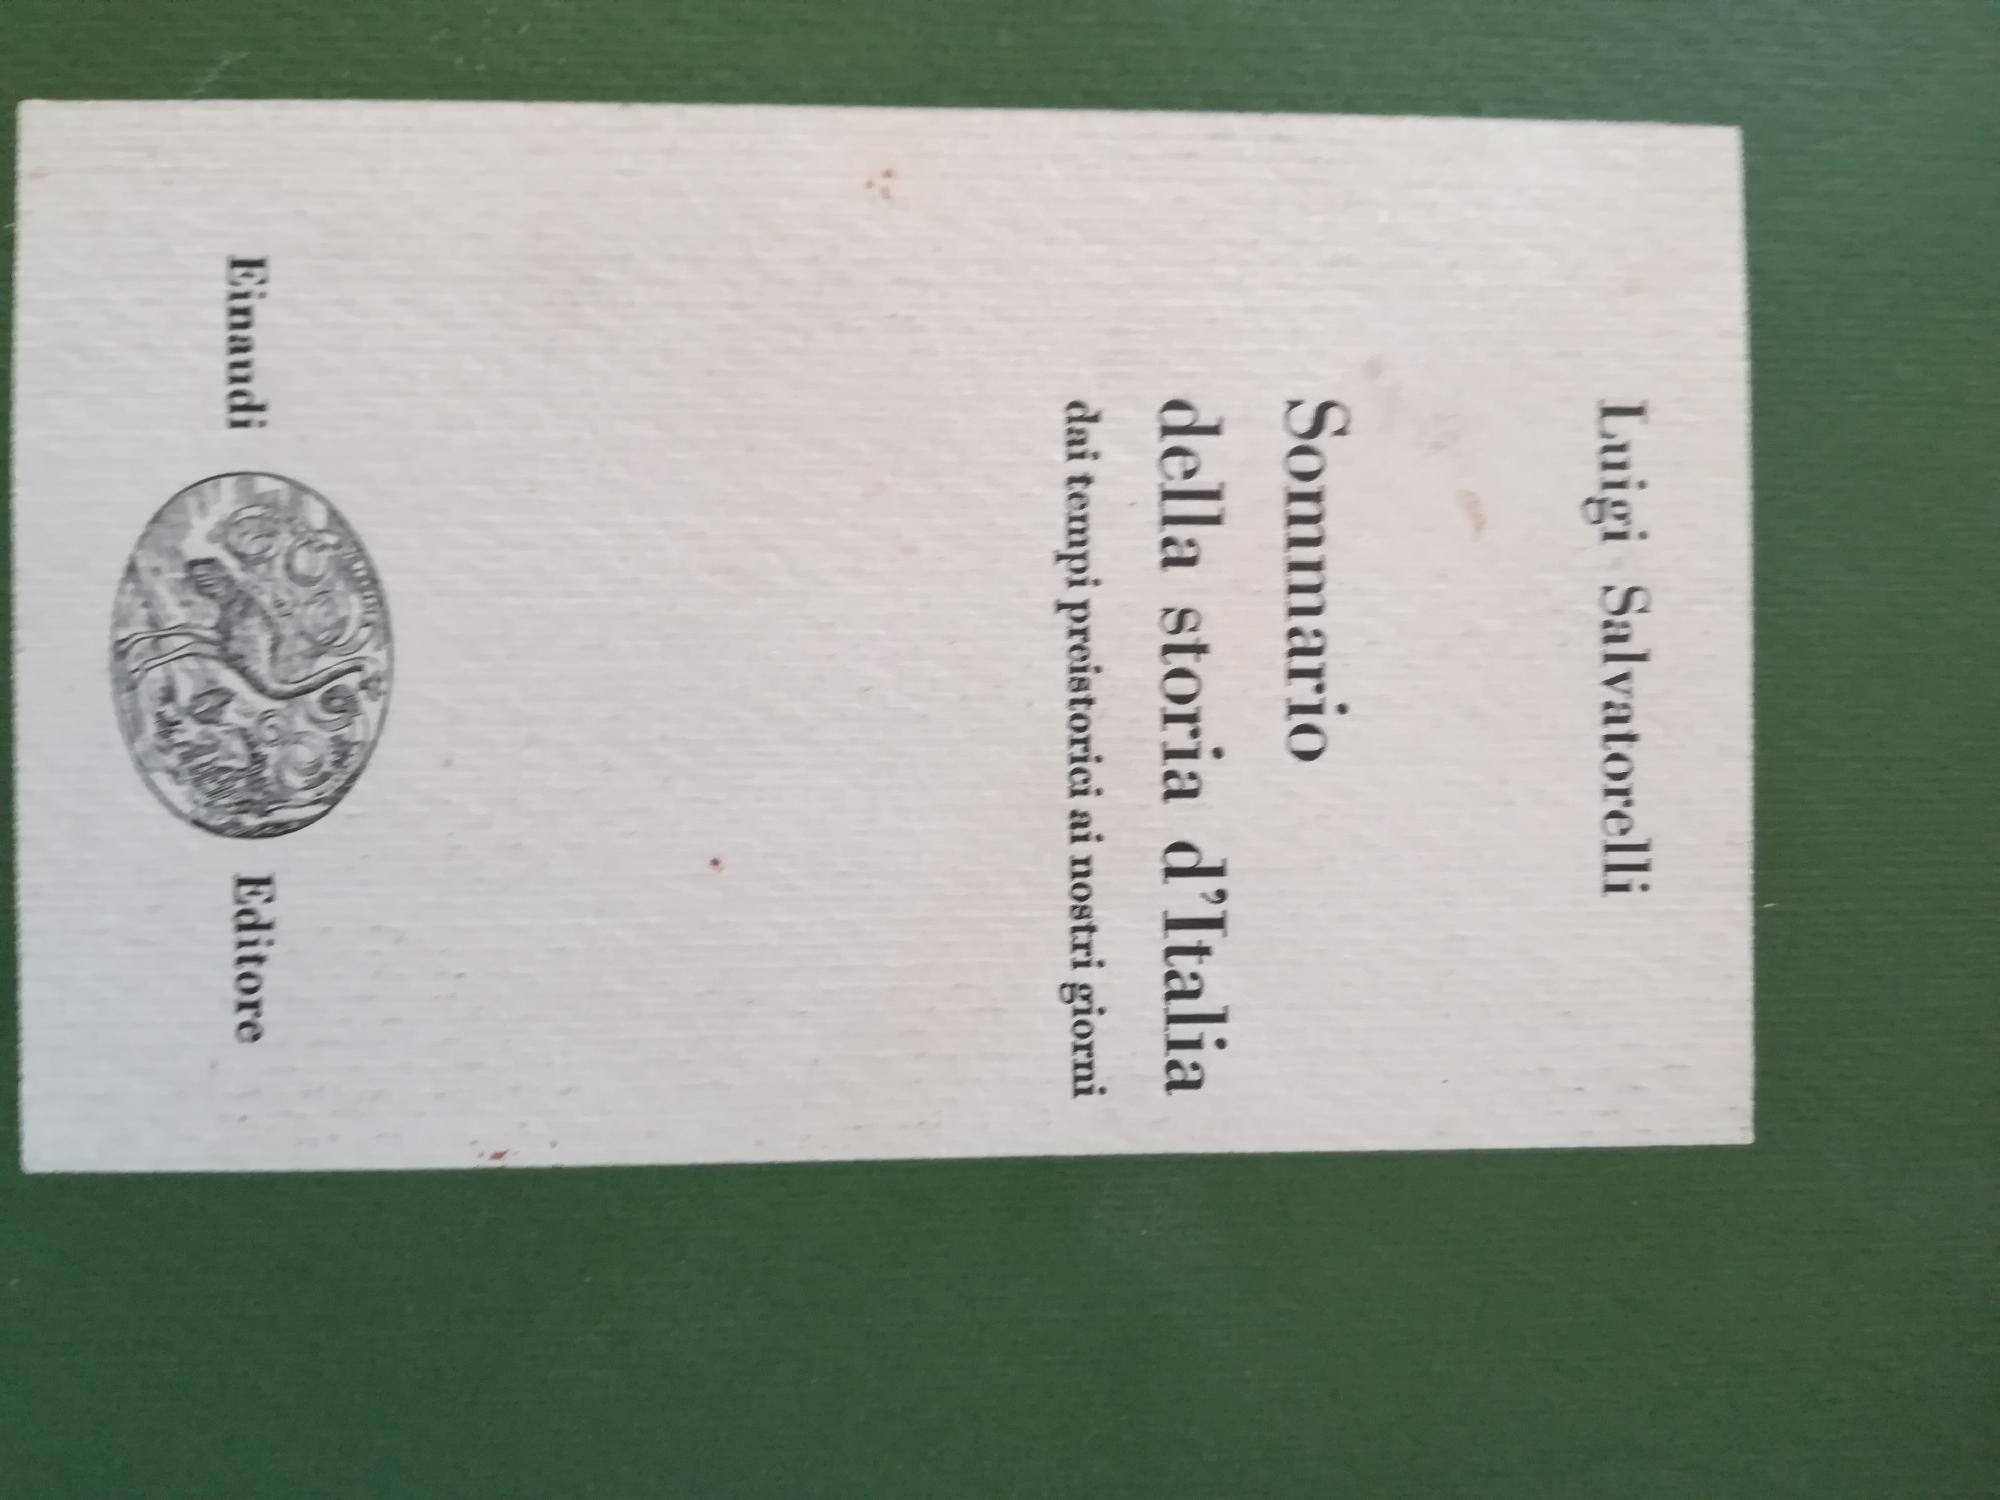 Luigi Salvatorelli
Sommario
della storia d'Italia
dai tempi preistorici ai nostri giorni
Einaudi Editore